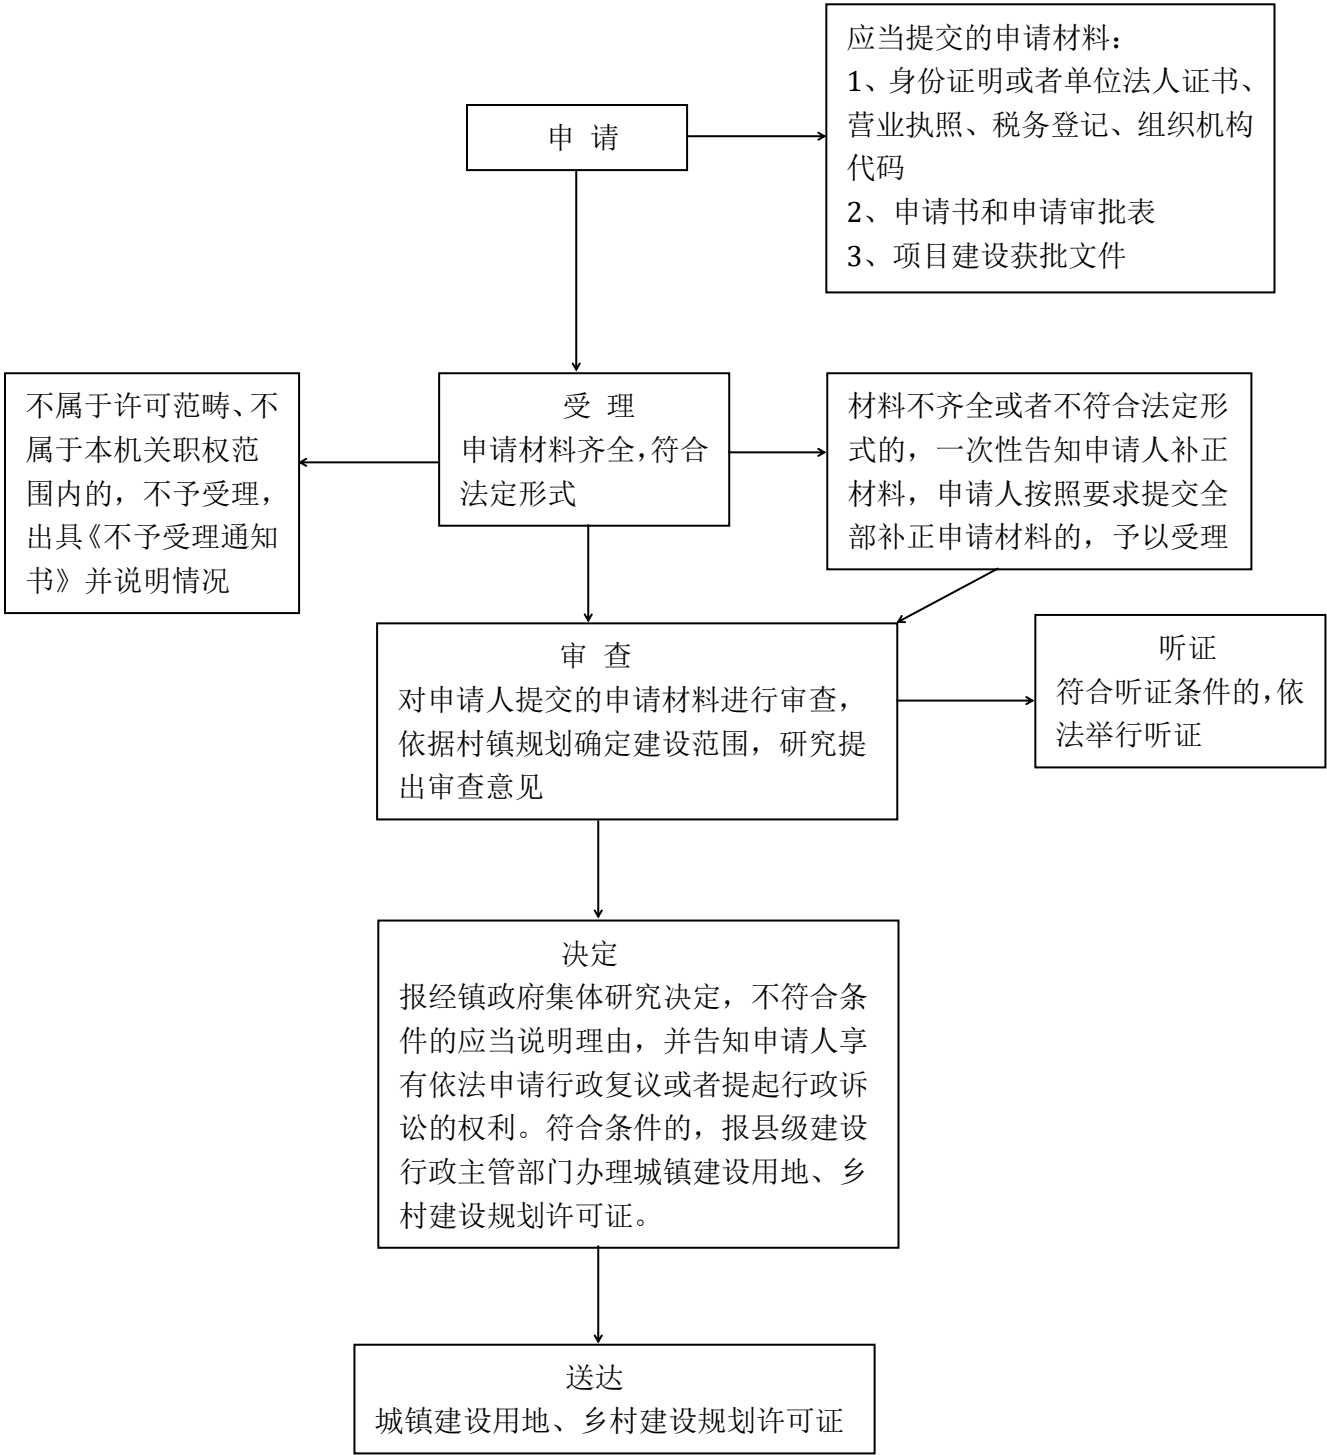 申 请
应当提交的申请材料：
1、身份证明或者单位法人证书、
营业执照、税务登记、组织机构
代码
2、申请书和申请审批表
3、项目建设获批文件
不属于许可范畴、不
属于本机关职权范
围内的，不予受理，
出具《不予受理通知
书》并说明情况
受 理
申请材料齐全，符合
法定形式
材料不齐全或者不符合法定形
式的，一次性告知申请人补正
材料，申请人按照要求提交全
部补正申请材料的，予以受理
审 查
对申请人提交的申请材料进行审查，
依据村镇规划确定建设范围，研究提
出审查意见
听证
符合听证条件的，依
法举行听证
决定
报经镇政府集体研究决定，不符合条
件的应当说明理由，并告知申请人享
有依法申请行政复议或者提起行政诉
讼的权利。符合条件的，报县级建设
行政主管部门办理城镇建设用地、乡
村建设规划许可证。
送达
城镇建设用地、乡村建设规划许可证